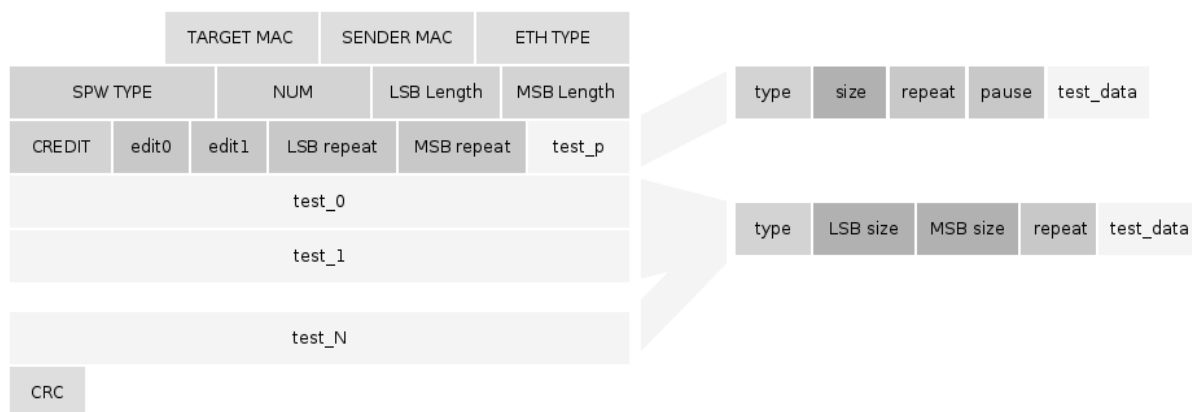 TARGET MAC SENDER MAC ETH TYPE
SPW TYPE NUM LSB Length MSB Length
CREDIT edit0 edit1 LSB repeat MSB repeat test_p
test_0
test_1
test_N
CRC
type size repeat pause test_data
type LSB size MSB size repeat test_data